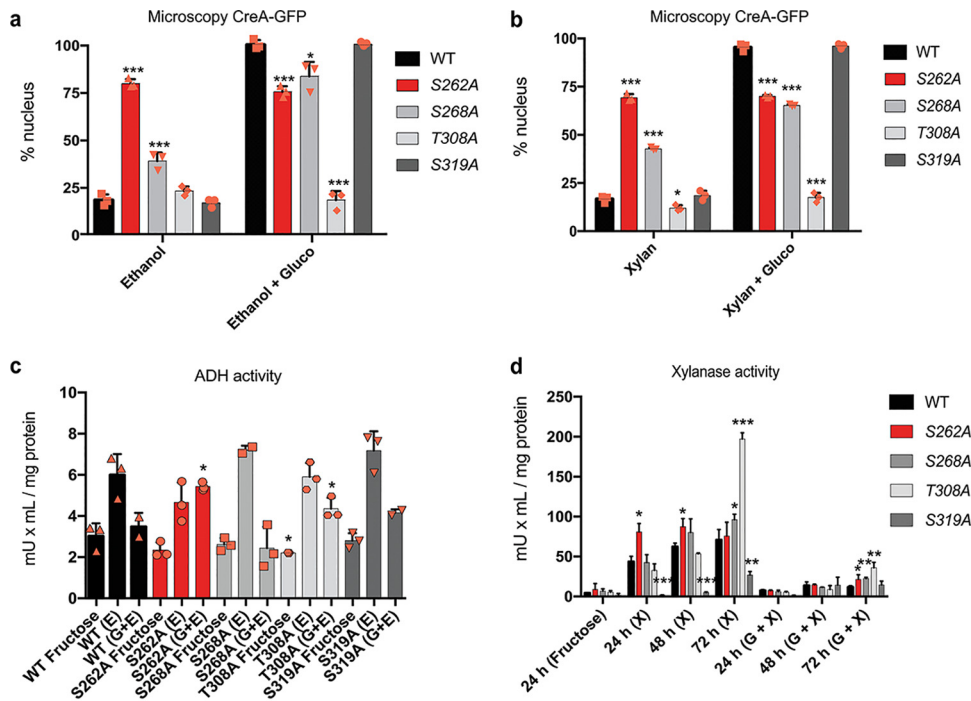 a
Microscopy CreA-GFP
% nucleus
100
75
50
25
0
***
***
***
*
***
Ethanol
Ethanol + Gluco
WT
S262A
S268A
T308A
S319A
b
Microscopy CreA-GFP
% nucleus
100
75
50
25
0
***
***
*
***
***
***
Xylan
Xylan + Gluco
WT
S262A
S268A
T308A
S319A
c
ADH activity
mU x mL / mg protein
10
8
6
4
2
0
*
*
*
WT Fructose
WT (E)
WT (G+E)
S262A Fructose
S262A (E)
S262A (G+E)
S268A Fructose
S268A (E)
S268A (G+E)
T308A Fructose
T308A (E)
T308A (G+E)
S319A Fructose
S319A (E)
S319A (G+E)
d
Xylanase activity
mU x mL / mg protein
250
200
150
100
50
0
*
***
*
***
*
***
**
*
**
**
24 h (Fructose)
24 h (X)
48 h (X)
72 h (X)
24 h (G + X)
48 h (G + X)
72 h (G + X)
WT
S262A
S268A
T308A
S319A